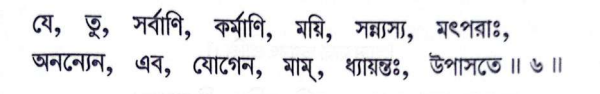 যে, তু, সর্বাণি, কর্মাণি, ময়ি, সন্ন্যস্য, মৎপরাঃ,
অনন্যেন, এব, যোগেন, মাম্, ধ্যায়ন্তঃ, উপাসতে ॥ ৬ ॥